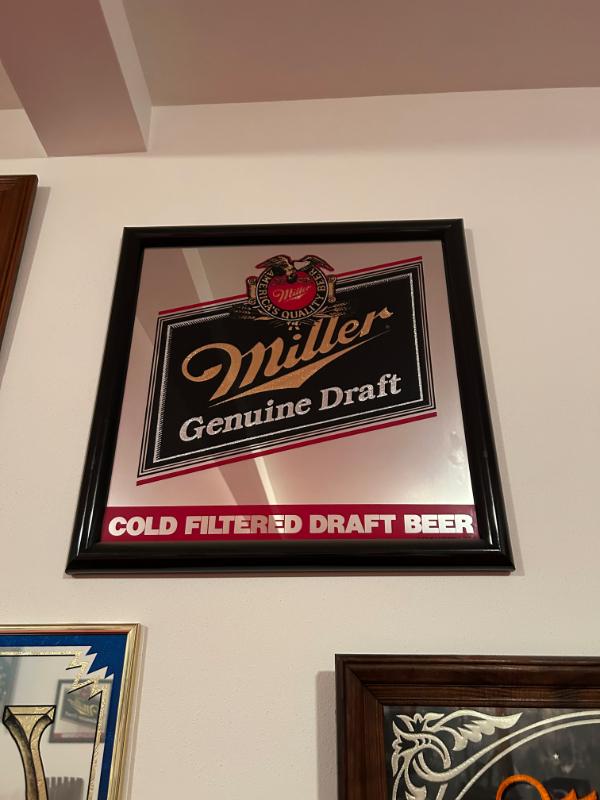 AMERICA'S QUALITY BEER
Miller
Miller
Genuine Draft
COLD FILTERED DRAFT BEER